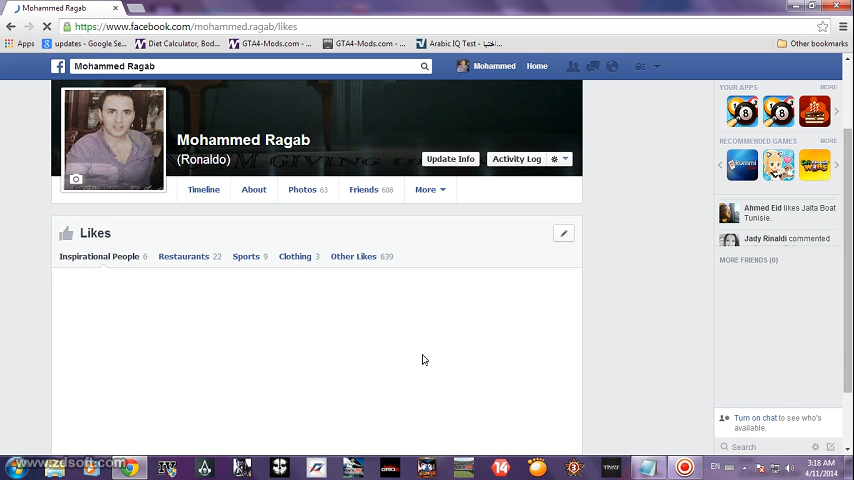 Mohammed Ragab
https://www.facebook.com/mohammed.ragab/likes
Apps updates - Google Se... Diet Calculator, Bod... GTA4-Mods.com -... GTA4-Mods.com -... Arabic IQ Test - اختبا... Other bookmarks
Mohammed Ragab
Mohammed Home
Mohammed Ragab
(Ronaldo)
Update Info Activity Log
Timeline About Photos 63 Friends 608 More
Likes
Inspirational People 6 Restaurants 22 Sports 9 Clothing 3 Other Likes 639
YOUR APPS MORE
RECOMMENDED GAMES MORE
Ahmed Eid likes Jalta Boat
Tunisie.
Jady Rinaldi commented
MORE FRIENDS (0)
Turn on chat to see who's
available.
Search
www.zdsoft.com
EN
3:18 AM
4/11/2014